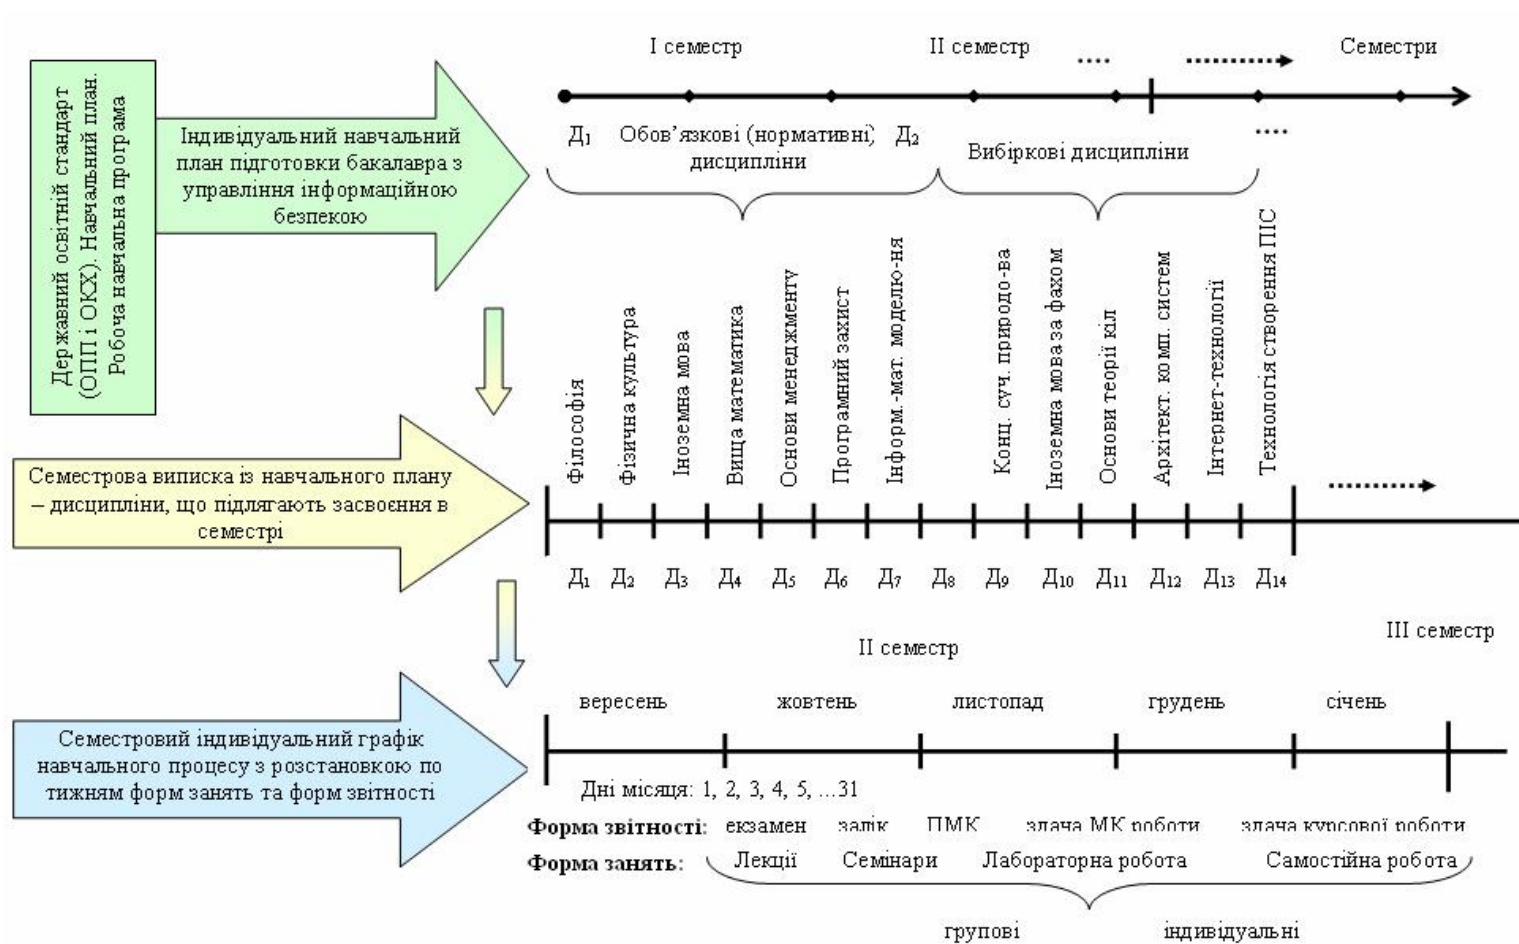 І семестр
ІІ семестр
....
Семестри
Державний освітній стандарт
(ОПП і ОКХ). Навчальний план.
Робоча навчальна програма
Індивідуальний навчальний
план підготовки бакалавра з
управління інформаційною
безпекою
Д1
Обов’язкові (нормативні)
дисципліни
Д2
Вибіркові дисципліни
....
Філософія
Фізична культура
Іноземна мова
Вища математика
Основи менеджменту
Програмний захист
Інформ.-мат. моделю-ня
Конц. суч. природо-ва
Іноземна мова за фахом
Основи теорії кіл
Архітект. комп. систем
Інтернет-технології
Технологія створення ПІС
Семестрова виписка із навчального плану
– дисципліни, що підлягають засвоєння в
семестрі
Д1 Д2 Д3 Д4 Д5 Д6 Д7 Д8 Д9 Д10 Д11 Д12 Д13 Д14
ІІ семестр
ІІІ семестр
вересень жовтень листопад грудень січень
Семестровий індивідуальний графік
навчального процесу з розстановкою по
тижням форм занять та форм звітності
Дні місяця: 1, 2, 3, 4, 5, ...31
Форма звітності: екзамен залік ПМК здача МК роботи здача курсової роботи
Форма занять: Лекції Семінари Лабораторна робота Самостійна робота
групові індивідуальні